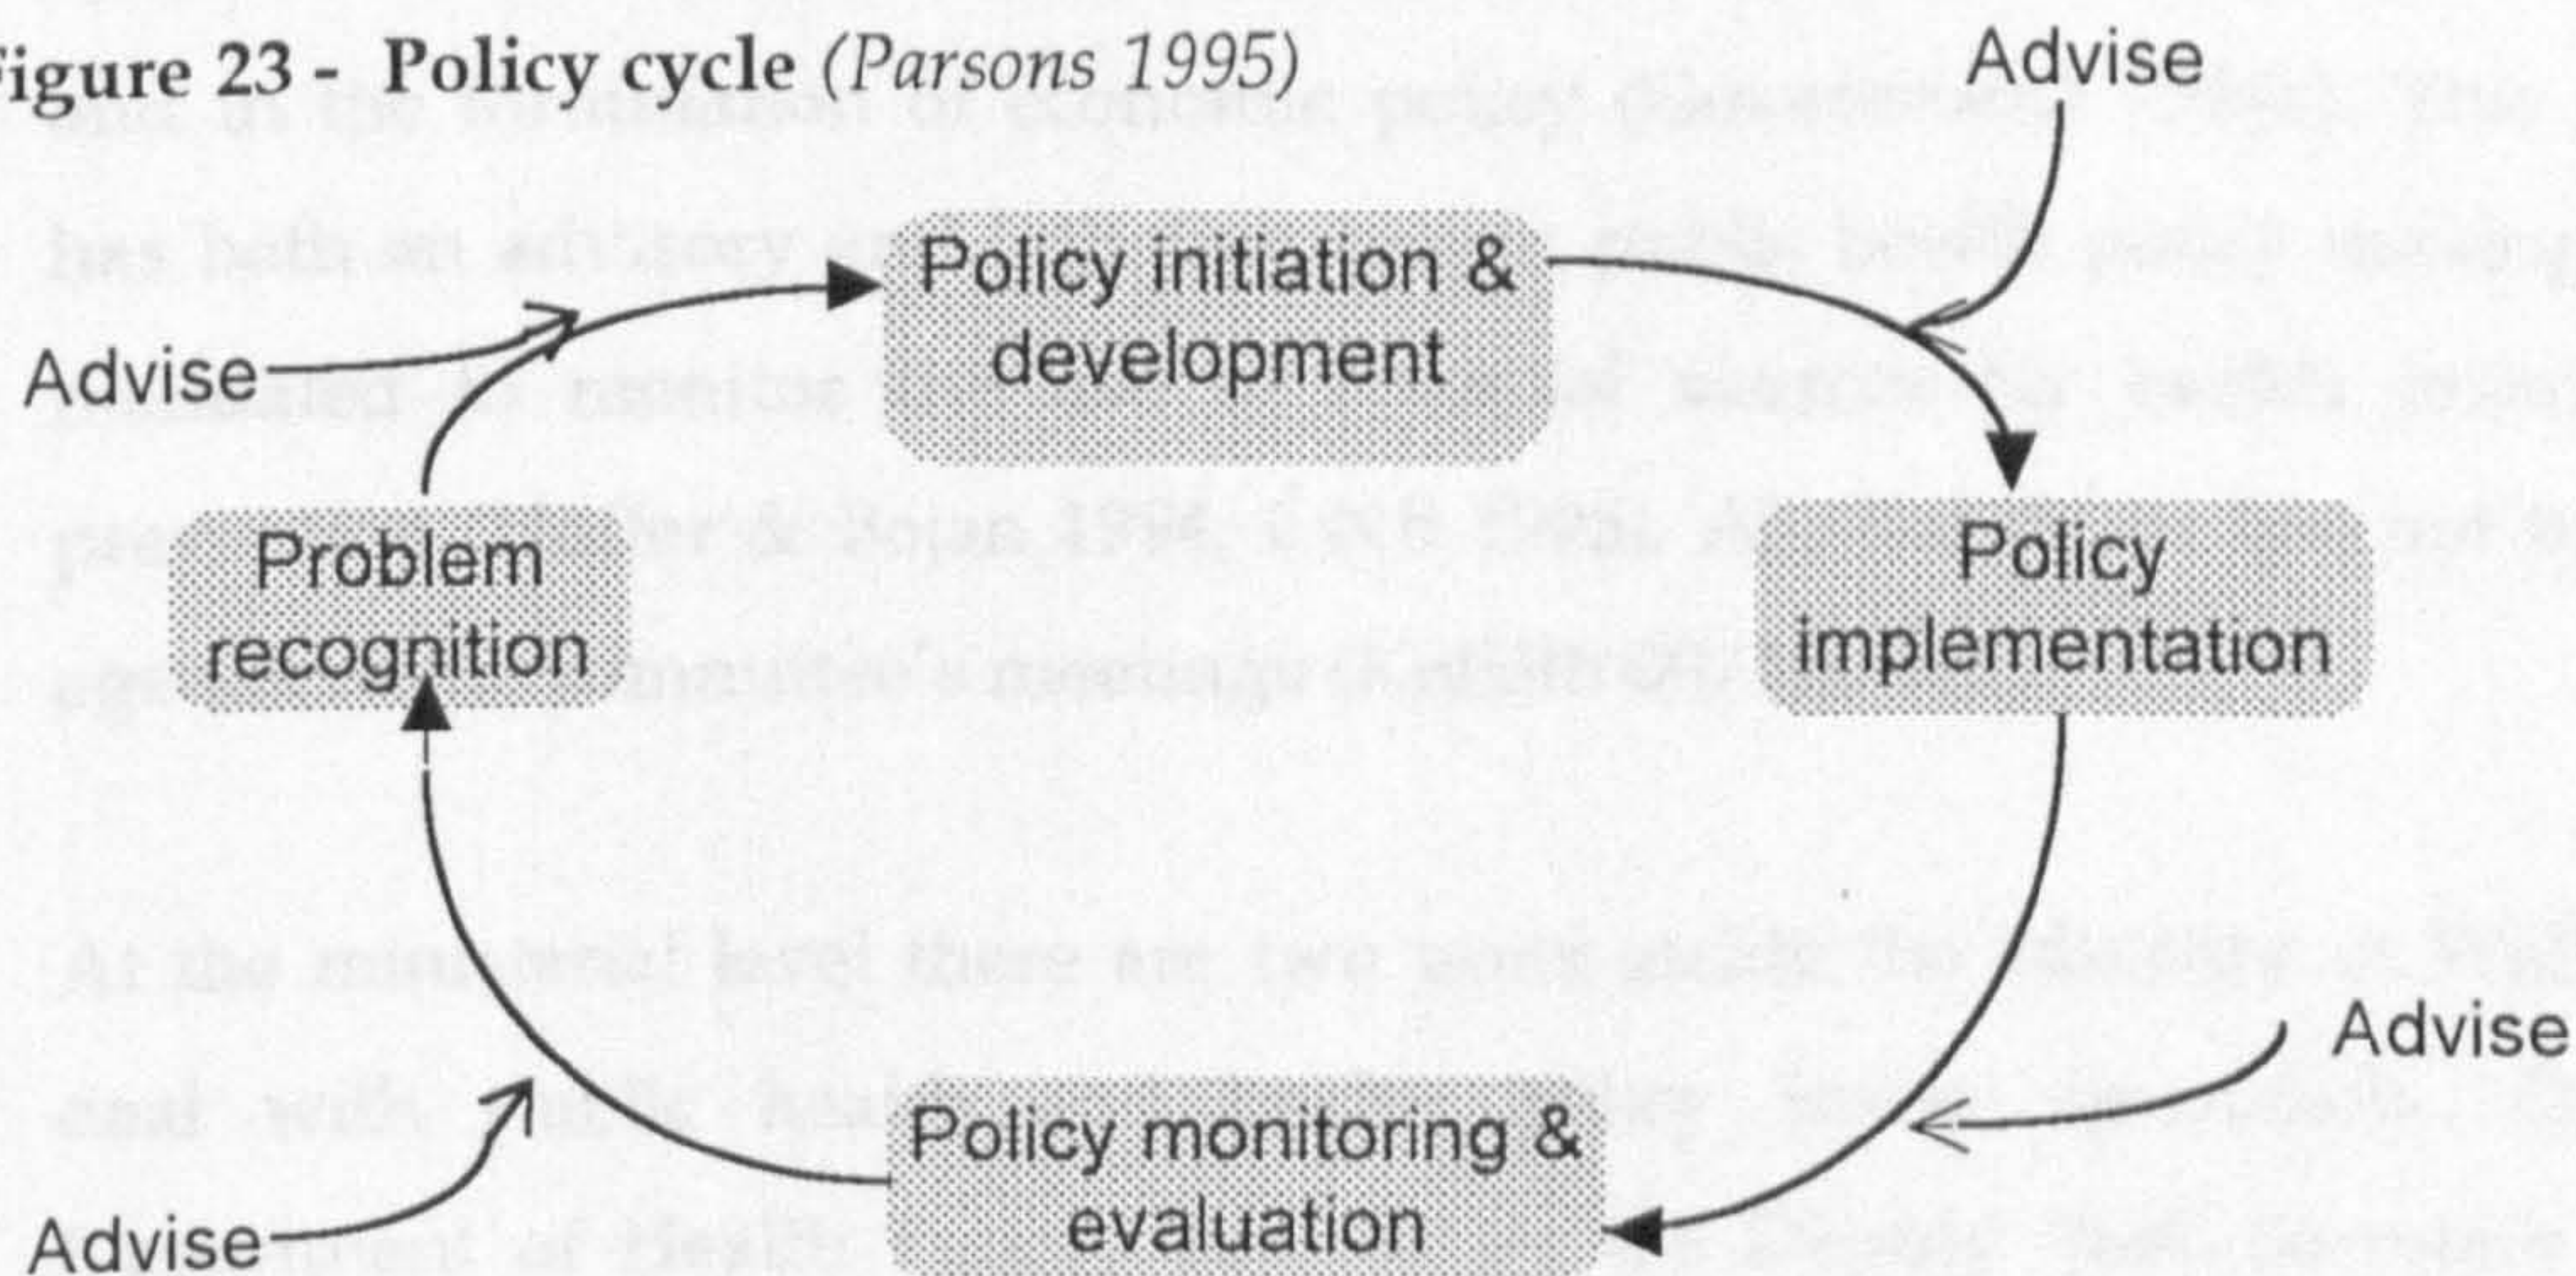 Figure 23 - Policy cycle (Parsons 1995)
Advise
Policy initiation &
development
Advise
Problem
recognition
Policy
implementation
Advise
Policy monitoring &
evaluation
Advise